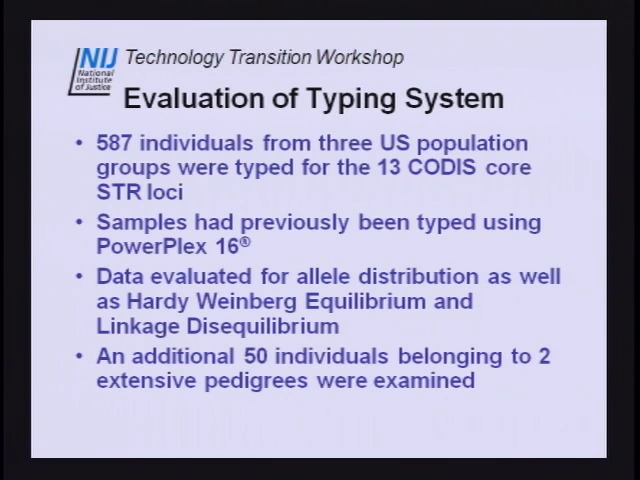 NIJ
National
Institute
of Justice
Technology Transition Workshop
Evaluation of Typing System
• 587 individuals from three US population
groups were typed for the 13 CODIS core
STR loci
• Samples had previously been typed using
PowerPlex 16®
• Data evaluated for allele distribution as well
as Hardy Weinberg Equilibrium and
Linkage Disequilibrium
• An additional 50 individuals belonging to 2
extensive pedigrees were examined